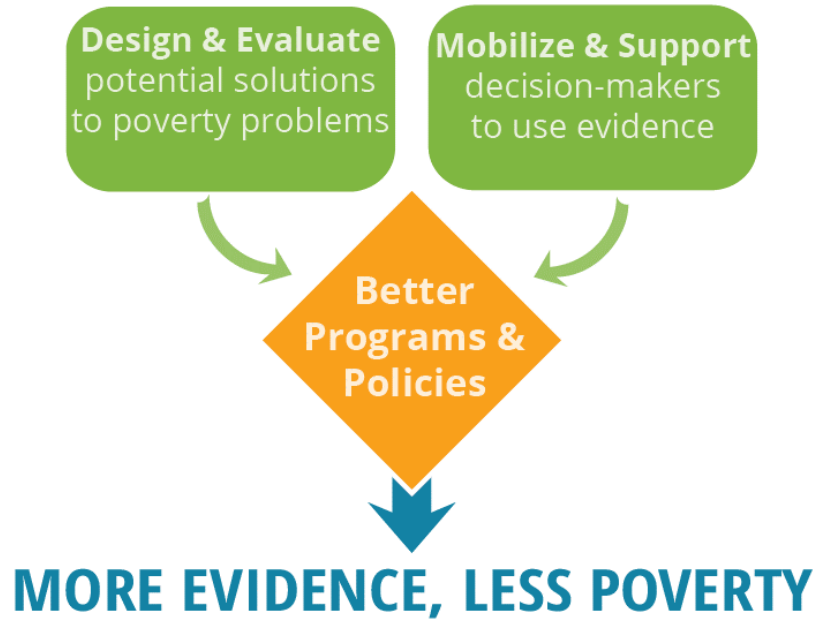 Design & Evaluate
potential solutions
to poverty problems
Mobilize & Support
decision-makers
to use evidence
Better
Programs &
Policies
MORE EVIDENCE, LESS POVERTY